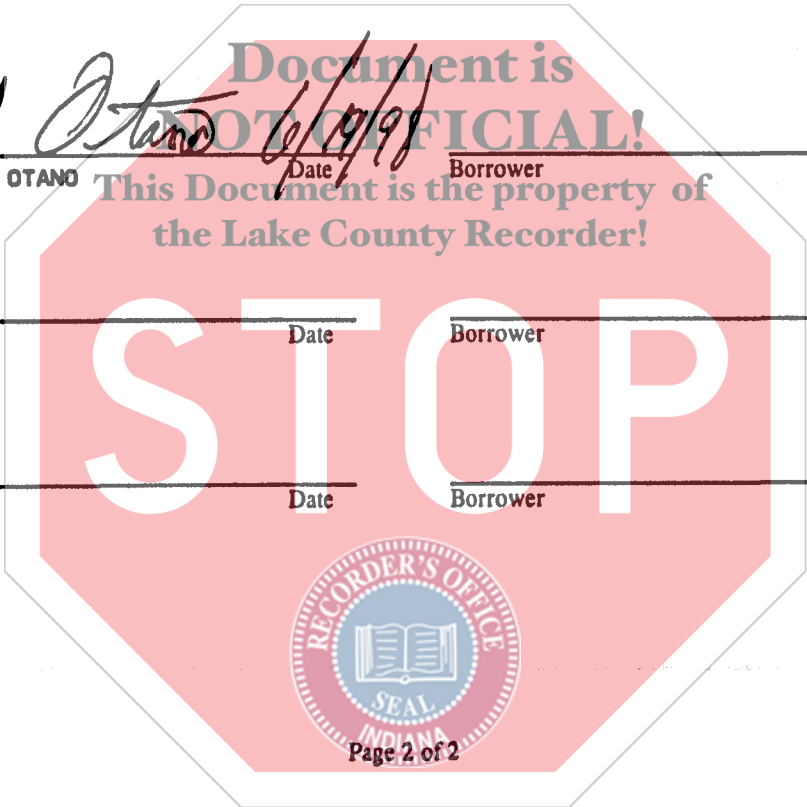 Document is
NOT OFFICIAL!
Otano 6/19/98
OTANO Date Borrower
This Document is the property of
the Lake County Recorder!
STOP
Date Borrower
Date Borrower
RECORDER'S OFFICE
SEAL
INDIANA
Page 2 of 2